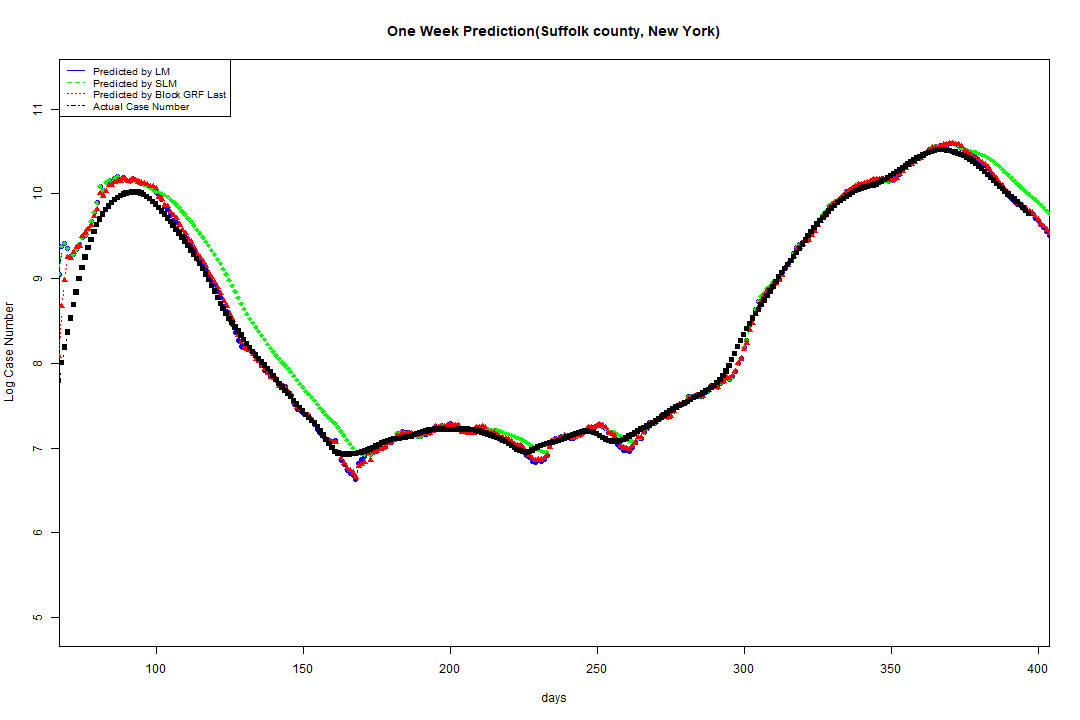 One Week Prediction(Suffolk county, New York)
Predicted by LM
Predicted by SLM
Predicted by Block GRF Last
Actual Case Number
11
10
9
8
7
6
5
Log Case Number
100 150 200 250 300 350 400
days